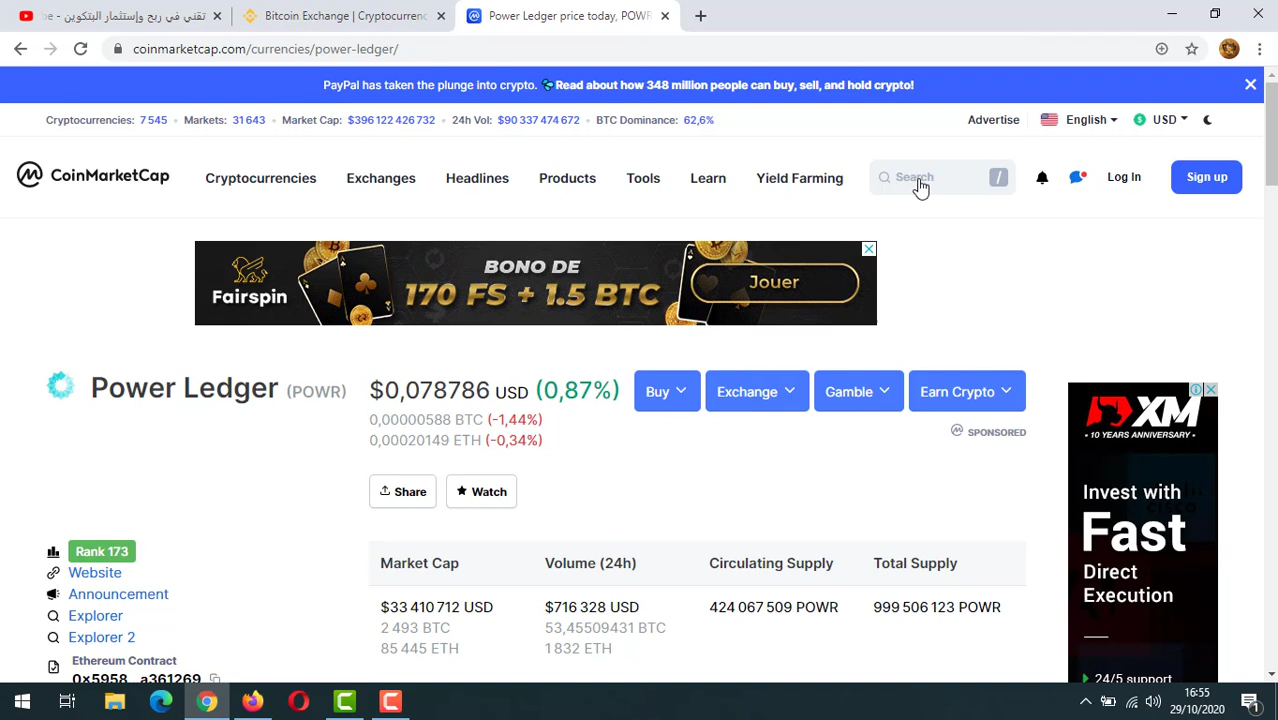 تقني في ربح وإستثمار البتكوين - be
Bitcoin Exchange | Cryptocurrenc
Power Ledger price today, POWR
coinmarketcap.com/currencies/power-ledger/
PayPal has taken the plunge into crypto. Read about how 348 million people can buy, sell, and hold crypto!
Cryptocurrencies: 7 545 • Markets: 31 643 • Market Cap: $396 122 426 732 • 24h Vol: $90 337 474 672 • BTC Dominance: 62,6%
Advertise English USD
CoinMarketCap Cryptocurrencies Exchanges Headlines Products Tools Learn Yield Farming Search / Log In Sign up
Fairspin
BONO DE
170 FS + 1.5 BTC
Jouer
Power Ledger (POWR)
$0,078786 USD (0,87%)
0,00000588 BTC (-1,44%)
0,00020149 ETH (-0,34%)
Buy Exchange Gamble Earn Crypto
SPONSORED
Share Watch
Rank 173
Website
Announcement
Explorer
Explorer 2
Ethereum Contract
0x5958...a361269
Market Cap Volume (24h) Circulating Supply Total Supply
$33 410 712 USD $716 328 USD 424 067 509 POWR 999 506 123 POWR
2 493 BTC 53,45509431 BTC
85 445 ETH 1 832 ETH
XM
10 YEARS ANNIVERSARY
Invest with
Fast
Direct
Execution
24/5 support
16:55
29/10/2020
1